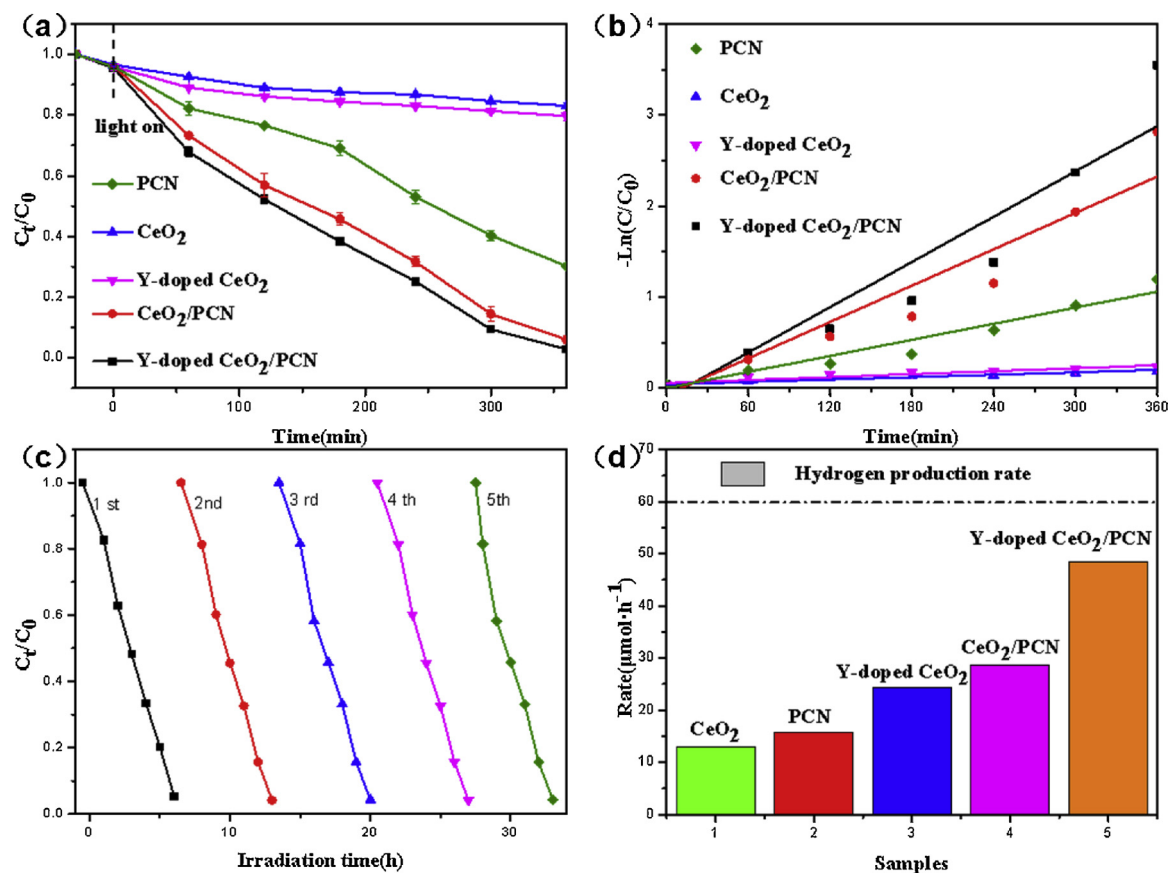 (a)
1.0
0.8
0.6
0.4
0.2
0.0
Ct/C0
light on
PCN
CeO2
Y-doped CeO2
CeO2/PCN
Y-doped CeO2/PCN
0 100 200 300
Time(min)
(b)
4
3
2
1
0
-Ln(C/C0)
PCN
CeO2
Y-doped CeO2
CeO2/PCN
Y-doped CeO2/PCN
0 60 120 180 240 300 360
Time(min)
(c)
1.0
0.8
0.6
0.4
0.2
0.0
Ct/C0
1 st 2nd 3 rd 4 th 5th
0 10 20 30
Irradiation time(h)
(d)
70
60
50
40
30
20
10
0
Rate(μmol·h⁻¹)
Hydrogen production rate
CeO2
PCN
Y-doped CeO2
CeO2/PCN
Y-doped CeO2/PCN
1 2 3 4 5
Samples